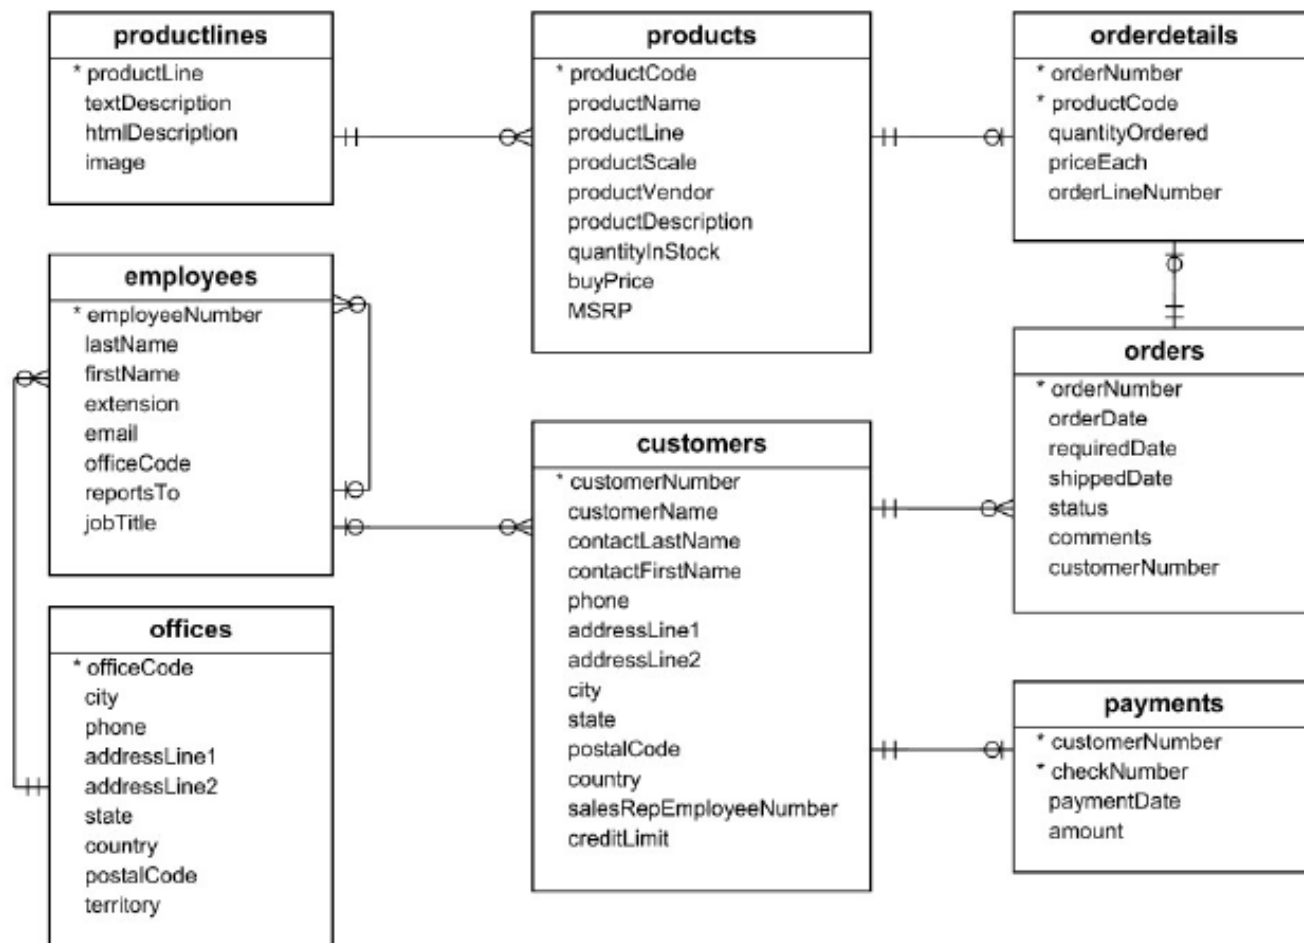 productlines
* productLine
textDescription
htmlDescription
image
products
* productCode
productName
productLine
productScale
productVendor
productDescription
quantityInStock
buyPrice
MSRP
orderdetails
* orderNumber
* productCode
quantityOrdered
priceEach
orderLineNumber
employees
* employeeNumber
lastName
firstName
extension
email
officeCode
reportsTo
jobTitle
customers
* customerNumber
customerName
contactLastName
contactFirstName
phone
addressLine1
addressLine2
city
state
postalCode
country
salesRepEmployeeNumber
creditLimit
orders
* orderNumber
orderDate
requiredDate
shippedDate
status
comments
customerNumber
offices
* officeCode
city
phone
addressLine1
addressLine2
state
country
postalCode
territory
payments
* customerNumber
* checkNumber
paymentDate
amount